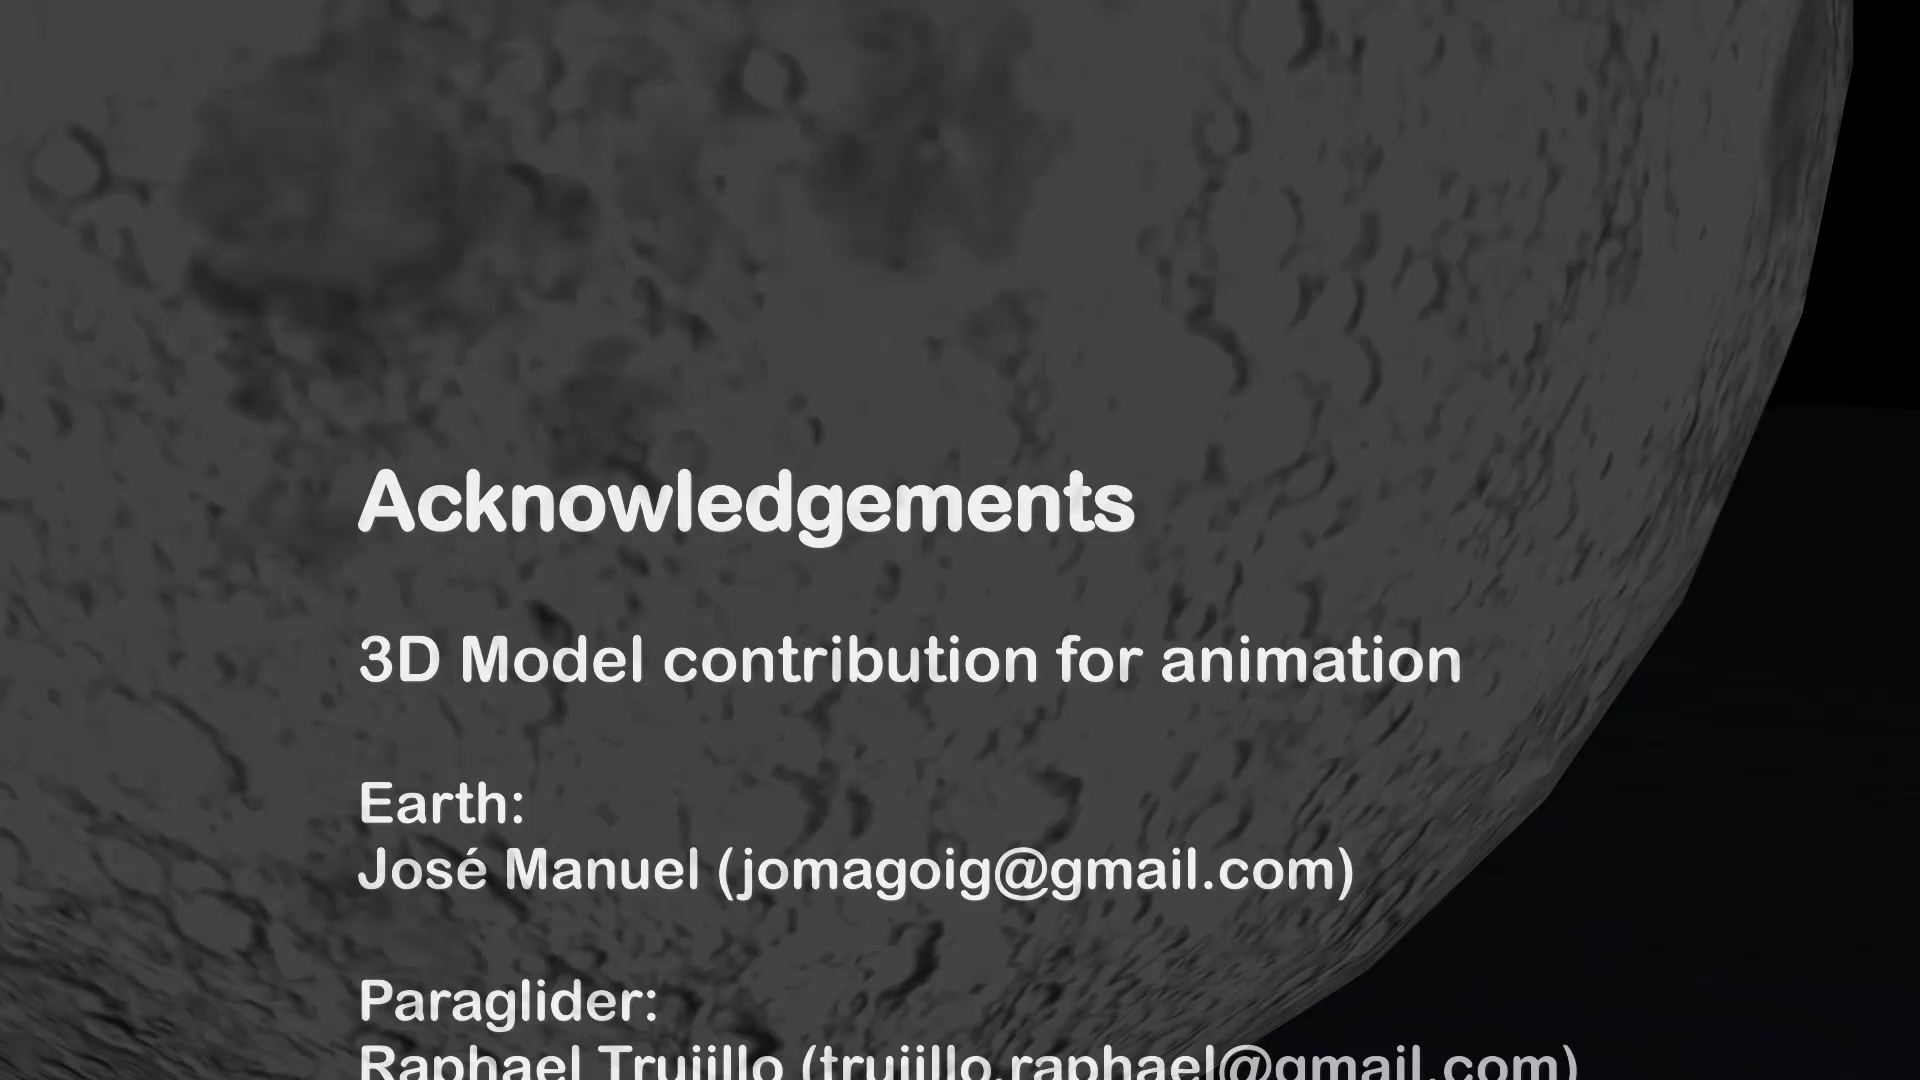 Acknowledgements
3D Model contribution for animation
Earth:
José Manuel (jomagoig@gmail.com)
Paraglider:
Raphael Trujillo (trujillo.raphael@gmail.com)